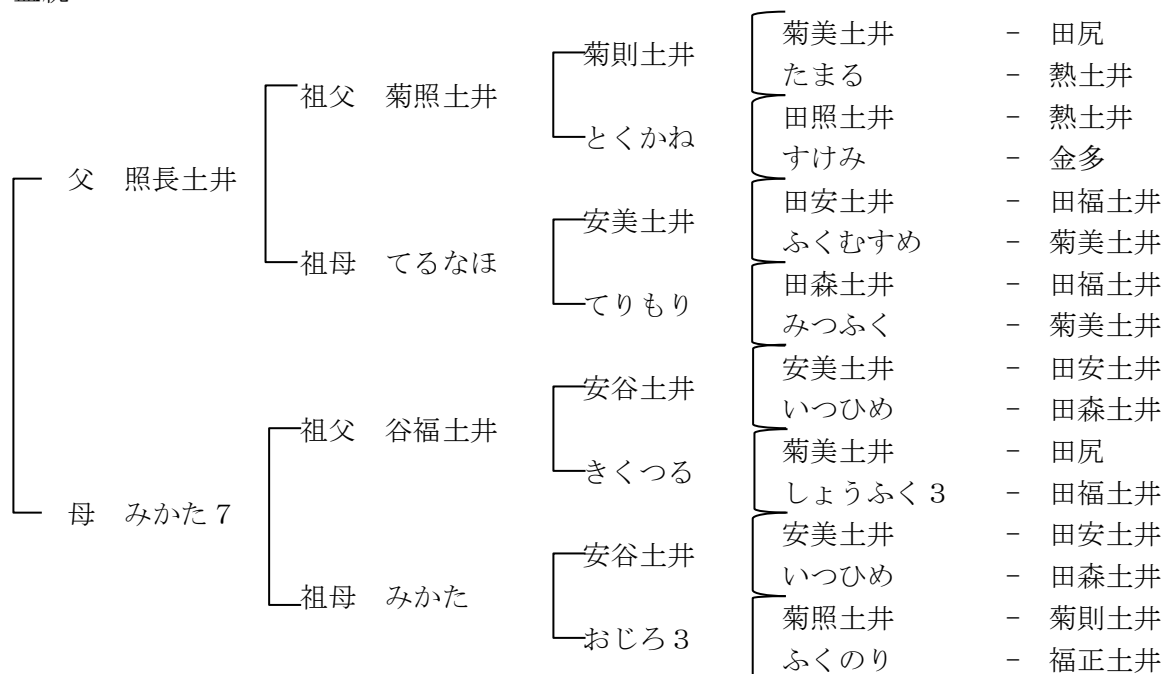 菊美土井 － 田尻
菊則土井
たまる － 熱土井
祖父 菊照土井
田照土井 － 熱土井
とくかね
すけみ － 金多
父 照長土井
田安土井 － 田福土井
安美土井
ふくむすめ － 菊美土井
祖母 てるなほ
田森土井 － 田福土井
てりもり
みつふく － 菊美土井
安美土井 － 田安土井
安谷土井
いつひめ － 田森土井
祖父 谷福土井
菊美土井 － 田尻
きくつる
しょうふく３ － 田福土井
母 みかた７
安美土井 － 田安土井
安谷土井
いつひめ － 田森土井
祖母 みかた
菊照土井 － 菊則土井
おじろ３
ふくのり － 福正土井